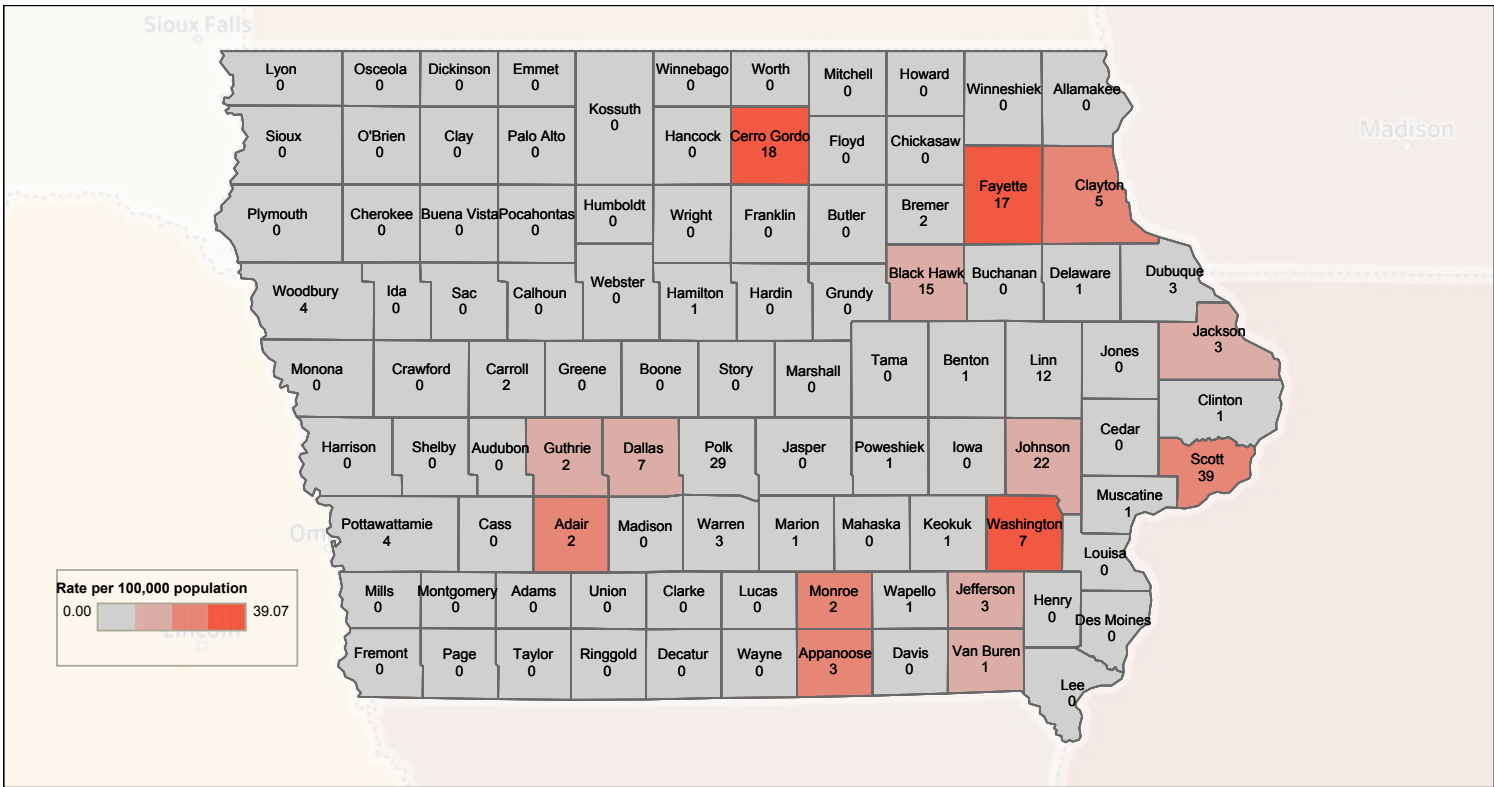 Sioux Falls
Lyon
0
Osceola
0
Dickinson
0
Emmet
0
Kossuth
0
Winnebago
0
Worth
0
Mitchell
0
Howard
0
Winneshiek
0
Allamakee
0
Madison
Sioux
0
O'Brien
0
Clay
0
Palo Alto
0
Hancock
0
Cerro Gordo
18
Floyd
0
Chickasaw
0
Fayette
17
Clayton
5
Plymouth
0
Cherokee
0
Buena Vista
0
Pocahontas
0
Humboldt
0
Wright
0
Franklin
0
Butler
0
Bremer
2
Woodbury
4
Ida
0
Sac
0
Calhoun
0
Webster
0
Hamilton
1
Hardin
0
Grundy
0
Black Hawk
15
Buchanan
0
Delaware
1
Dubuque
3
Jackson
3
Monona
0
Crawford
0
Carroll
2
Greene
0
Boone
0
Story
0
Marshall
0
Tama
0
Benton
1
Linn
12
Jones
0
Clinton
1
Harrison
0
Shelby
0
Audubon
0
Guthrie
2
Dallas
7
Polk
29
Jasper
0
Poweshiek
1
Iowa
0
Johnson
22
Cedar
0
Scott
39
Muscatine
1
Om
Pottawattamie
4
Cass
0
Adair
2
Madison
0
Warren
3
Marion
1
Mahaska
0
Keokuk
1
Washington
7
Louisa
0
Rate per 100,000 population
0.00
39.07
Lincoln
Mills
0
Montgomery
0
Adams
0
Union
0
Clarke
0
Lucas
0
Monroe
2
Wapello
1
Jefferson
3
Henry
0
Des Moines
0
Fremont
0
Page
0
Taylor
0
Ringgold
0
Decatur
0
Wayne
0
Appanoose
3
Davis
0
Van Buren
1
Lee
0